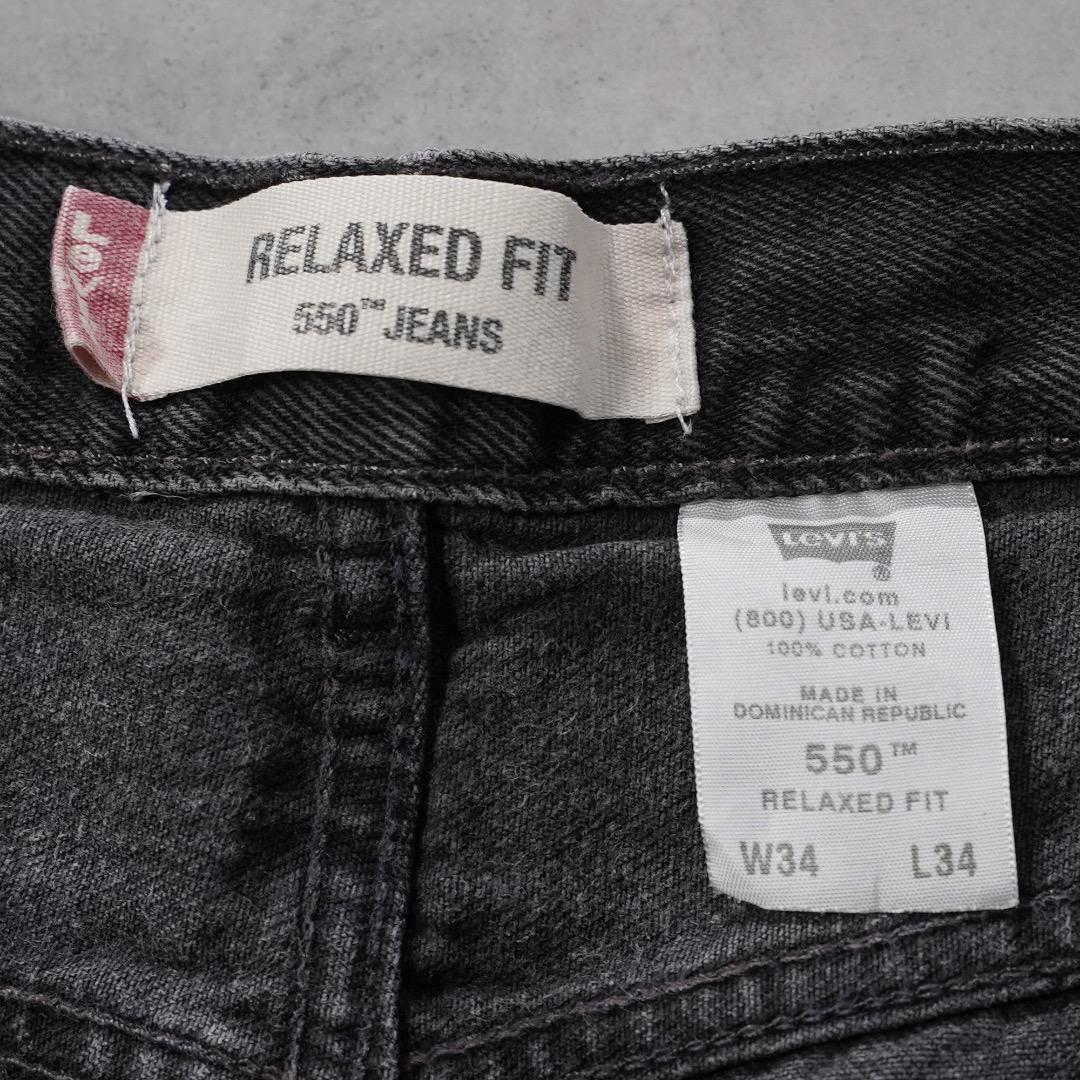 RELAXED FIT
550™ JEANS
Levi's
®
levi.com
(800) USA-LEVI
100% COTTON
MADE IN
DOMINICAN REPUBLIC
550™
RELAXED FIT
W34 L34